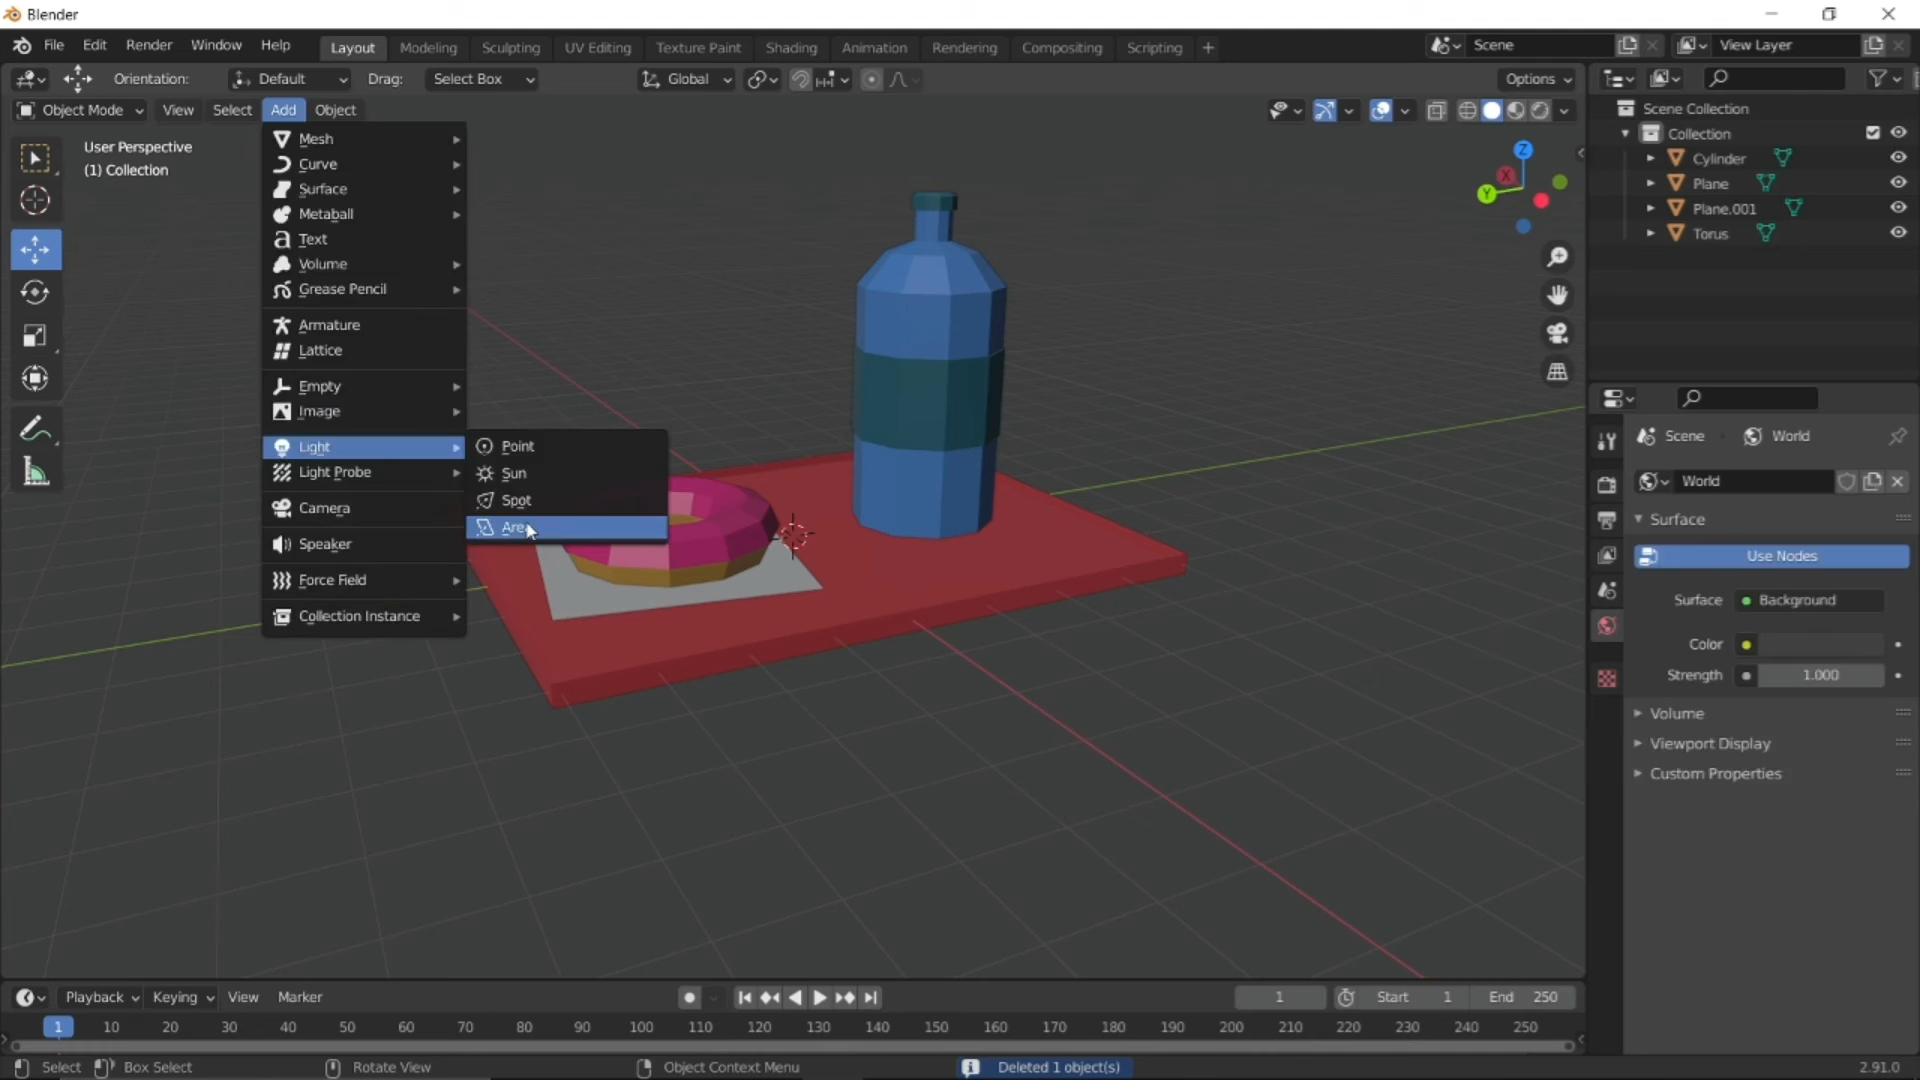 Blender
File Edit Render Window Help Layout Modeling Sculpting UV Editing Texture Paint Shading Animation Rendering Compositing Scripting + Scene View Layer
Orientation: Default Drag: Select Box Global Options
Object Mode View Select Add Object
User Perspective
(1) Collection
Mesh
Curve
Surface
Metaball
Text
Volume
Grease Pencil
Armature
Lattice
Empty
Image
Light
Light Probe
Camera
Speaker
Force Field
Collection Instance
Point
Sun
Spot
Are
Z
X
Y
Scene Collection
Collection
Cylinder
Plane
Plane.001
Torus
Scene World
World
Surface
Use Nodes
Surface Background
Color
Strength 1.000
Volume
Viewport Display
Custom Properties
Playback Keying View Marker 1 Start 1 End 250
1 10 20 30 40 50 60 70 80 90 100 110 120 130 140 150 160 170 180 190 200 210 220 230 240 250
Select Box Select Rotate View Object Context Menu Deleted 1 object(s) 2.91.0